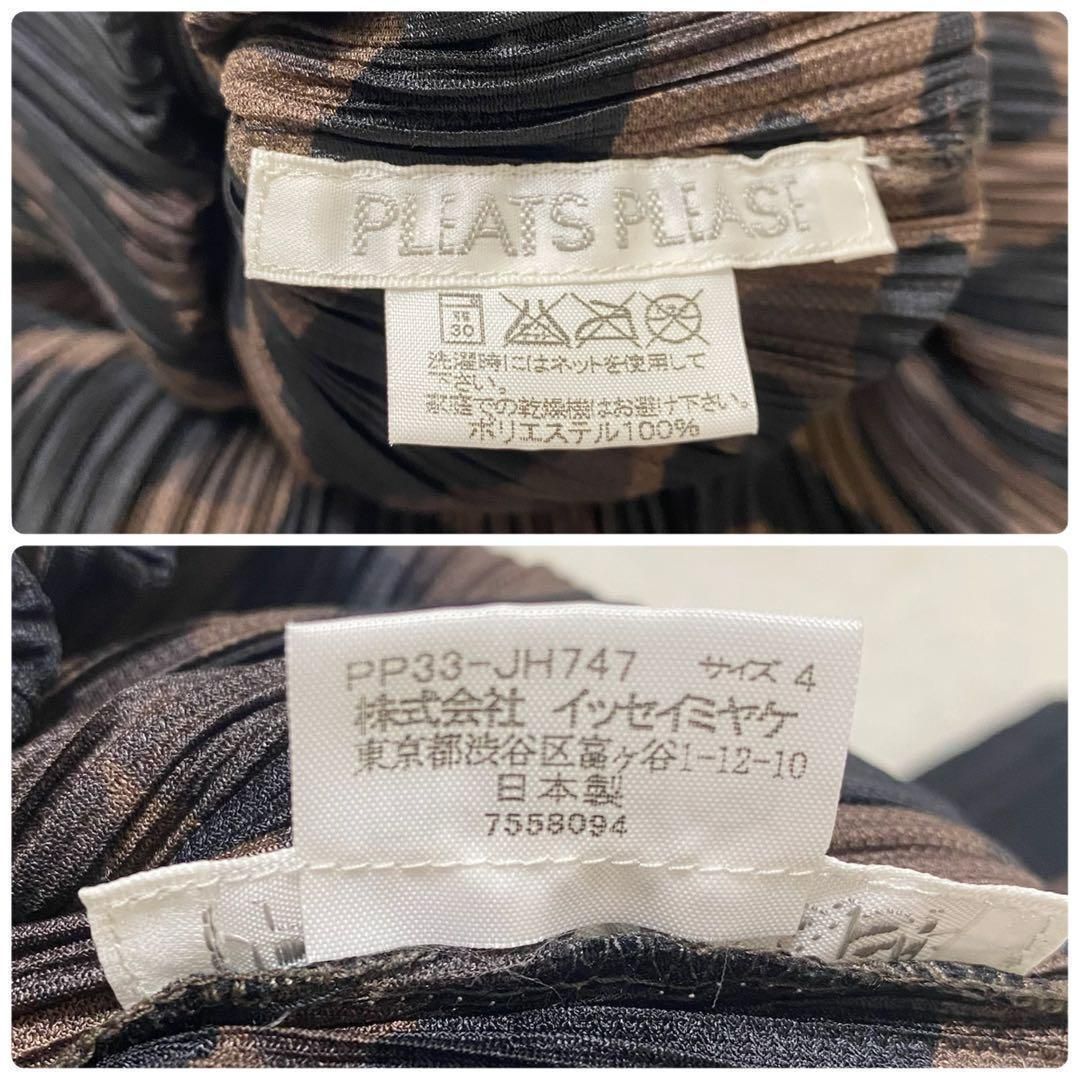 PLEATS PLEASE
30
洗濯時にはネットを使用して
下さい。
での乾燥機はお避け下さい。
ポリエステル100%
PP33-JH747 サイズ 4
株式会社 イッセイミヤケ
東京都渋谷区富ヶ谷1-12-10
日本製
7558094